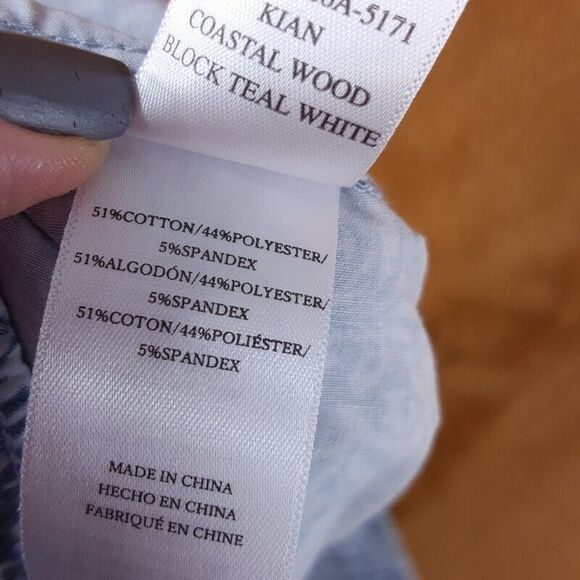 A-5171
KIAN
COASTAL WOOD
BLOCK TEAL WHITE
51%COTTON/44%POLYESTER/
5%SPANDEX
51%ALGODÓN/44%POLYESTER/
5%SPANDEX
51%COTON/44%POLIÉSTER/
5%SPANDEX
MADE IN CHINA
HECHO EN CHINA
FABRIQUÉ EN CHINE